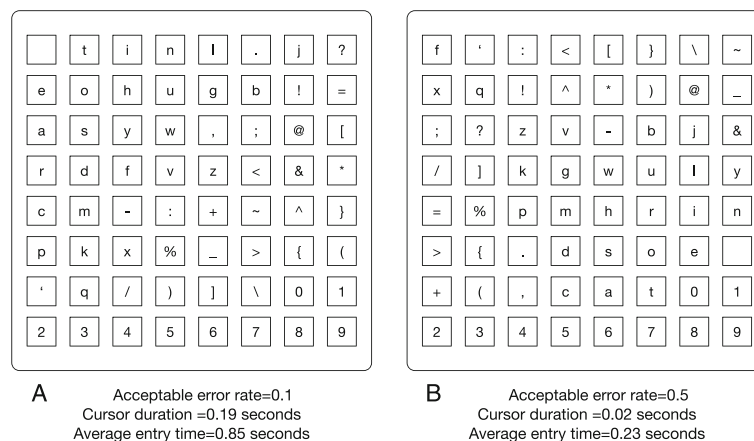 t i n l . j ?
e o h u g b ! =
a s y w , ; @ [
r d f v z < & *
c m - : + ~ ^ }
p k x % _ > { (
‘ q / ) ] \ 0 1
2 3 4 5 6 7 8 9
A
Acceptable error rate=0.1
Cursor duration =0.19 seconds
Average entry time=0.85 seconds
f ‘ : < [ } \ ~
x q ! ^ * ) @ _
; ? z v - b j &
/ ] k g w u l y
= % p m h r i n
> { . d s o e
+ ( , c a t 0 1
2 3 4 5 6 7 8 9
B
Acceptable error rate=0.5
Cursor duration =0.02 seconds
Average entry time=0.23 seconds